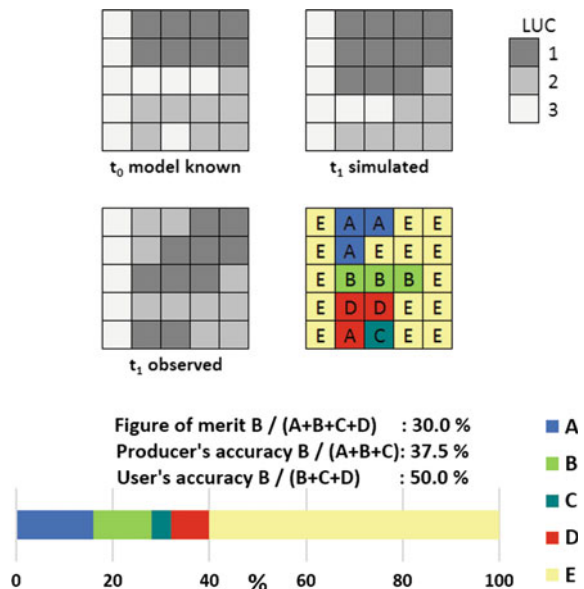 LUC
1
2
3
t0 model known
t1 simulated
E A A E E
E A E E E
E B B B E
E D D E E
E A C E E
t1 observed
Figure of merit B / (A+B+C+D) : 30.0 %
Producer's accuracy B / (A+B+C): 37.5 %
User's accuracy B / (B+C+D) : 50.0 %
A
B
C
D
E
0 20 40 % 60 80 100